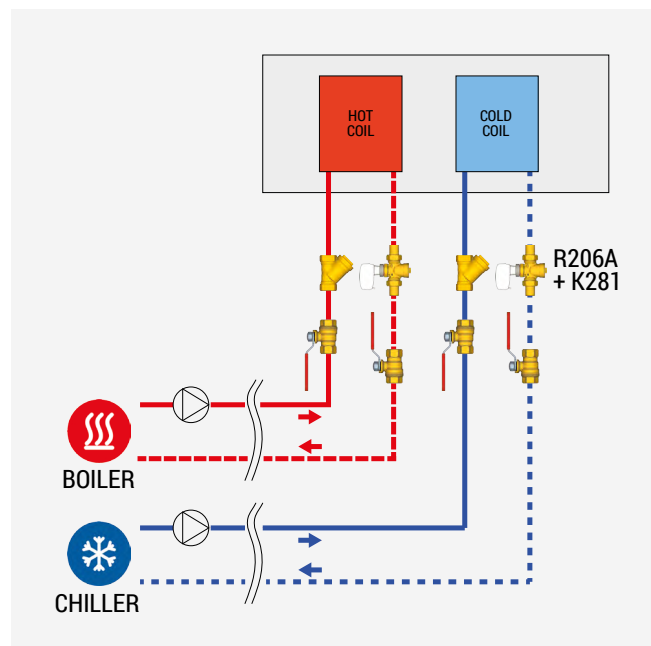 HOT
COIL
COLD
COIL
R206A
+ K281
BOILER
CHILLER